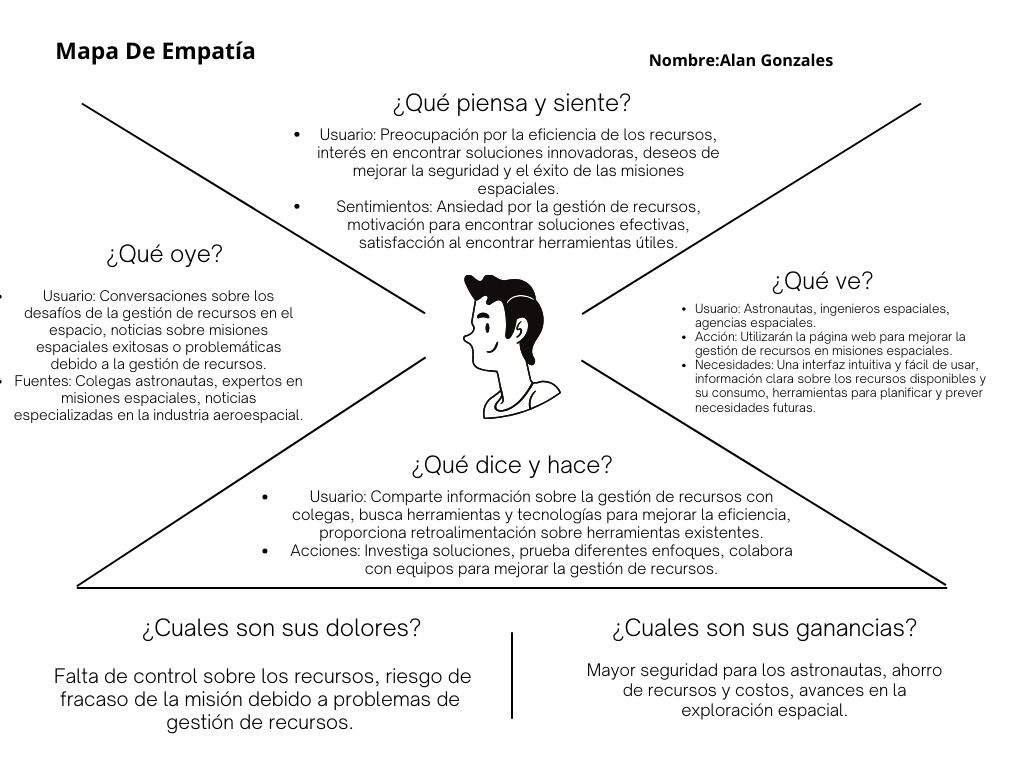 Mapa De Empatía
Nombre:Alan Gonzales
¿Qué piensa y siente?
• Usuario: Preocupación por la eficiencia de los recursos,
interés en encontrar soluciones innovadoras, deseos de
mejorar la seguridad y el éxito de las misiones
espaciales.
• Sentimientos: Ansiedad por la gestión de recursos,
motivación para encontrar soluciones efectivas,
satisfacción al encontrar herramientas útiles.
¿Qué oye?
• Usuario: Conversaciones sobre los
desafíos de la gestión de recursos en el
espacio, noticias sobre misiones
espaciales exitosas o problemáticas
debido a la gestión de recursos.
• Fuentes: Colegas astronautas, expertos en
misiones espaciales, noticias
especializadas en la industria aeroespacial.
¿Qué ve?
• Usuario: Astronautas, ingenieros espaciales,
agencias espaciales.
• Acción: Utilizarán la página web para mejorar la
gestión de recursos en misiones espaciales.
• Necesidades: Una interfaz intuitiva y fácil de usar,
información clara sobre los recursos disponibles y
su consumo, herramientas para planificar y prever
necesidades futuras.
¿Qué dice y hace?
• Usuario: Comparte información sobre la gestión de recursos con
colegas, busca herramientas y tecnologías para mejorar la eficiencia,
proporciona retroalimentación sobre herramientas existentes.
• Acciones: Investiga soluciones, prueba diferentes enfoques, colabora
con equipos para mejorar la gestión de recursos.
¿Cuales son sus dolores?
Falta de control sobre los recursos, riesgo de
fracaso de la misión debido a problemas de
gestión de recursos.
¿Cuales son sus ganancias?
Mayor seguridad para los astronautas, ahorro
de recursos y costos, avances en la
exploración espacial.